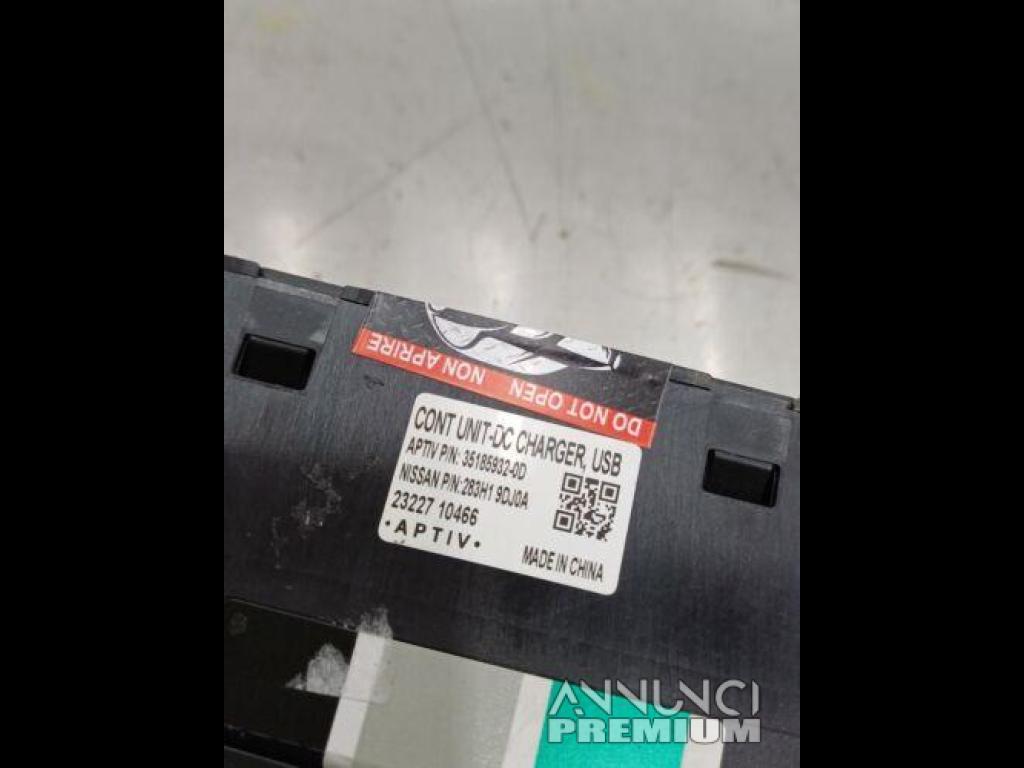 DO NOT OPEN NON APRIRE
CONT UNIT-DC CHARGER, USB
APTIV P/N: 35185932-0D
NISSAN P/N:283H1 9DJ0A
23227 10466
• APTIV •
MADE IN CHINA
ANNUNCI
PREMIUM